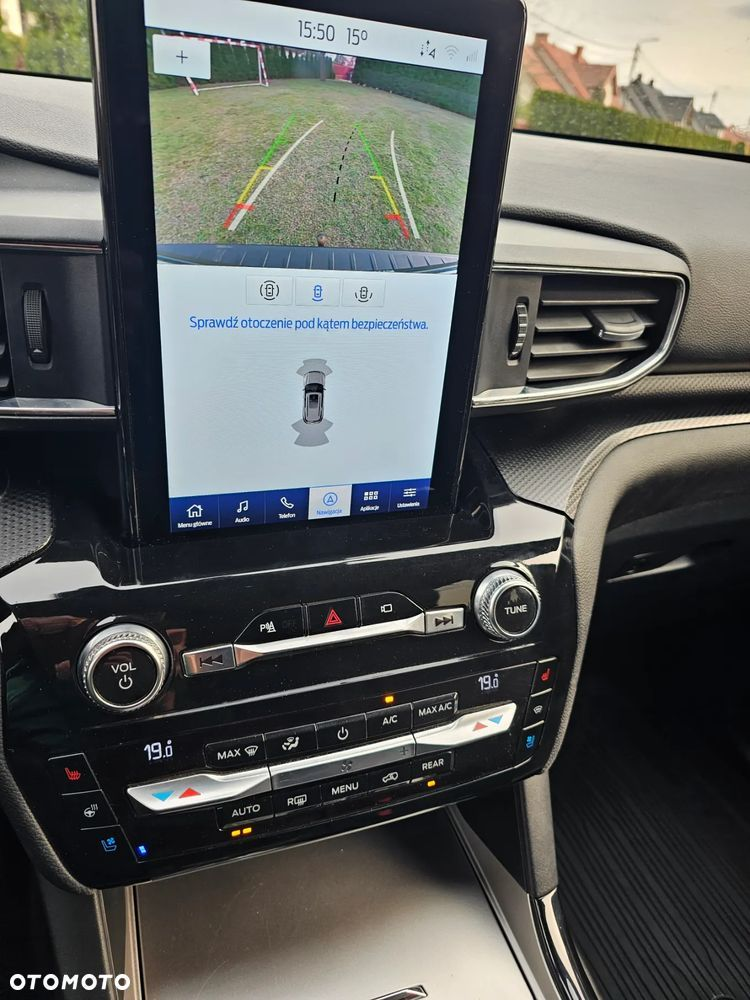 15:50 15°
+
Sprawdź otoczenie pod kątem bezpieczeństwa.
Menu główne Audio Telefon Nawigacja Aplikacje Ustawienia
P OFF
VOL
TUNE
19.0
A/C MAX A/C
19.0
MAX
AUTO R MENU REAR
OTOMOTO